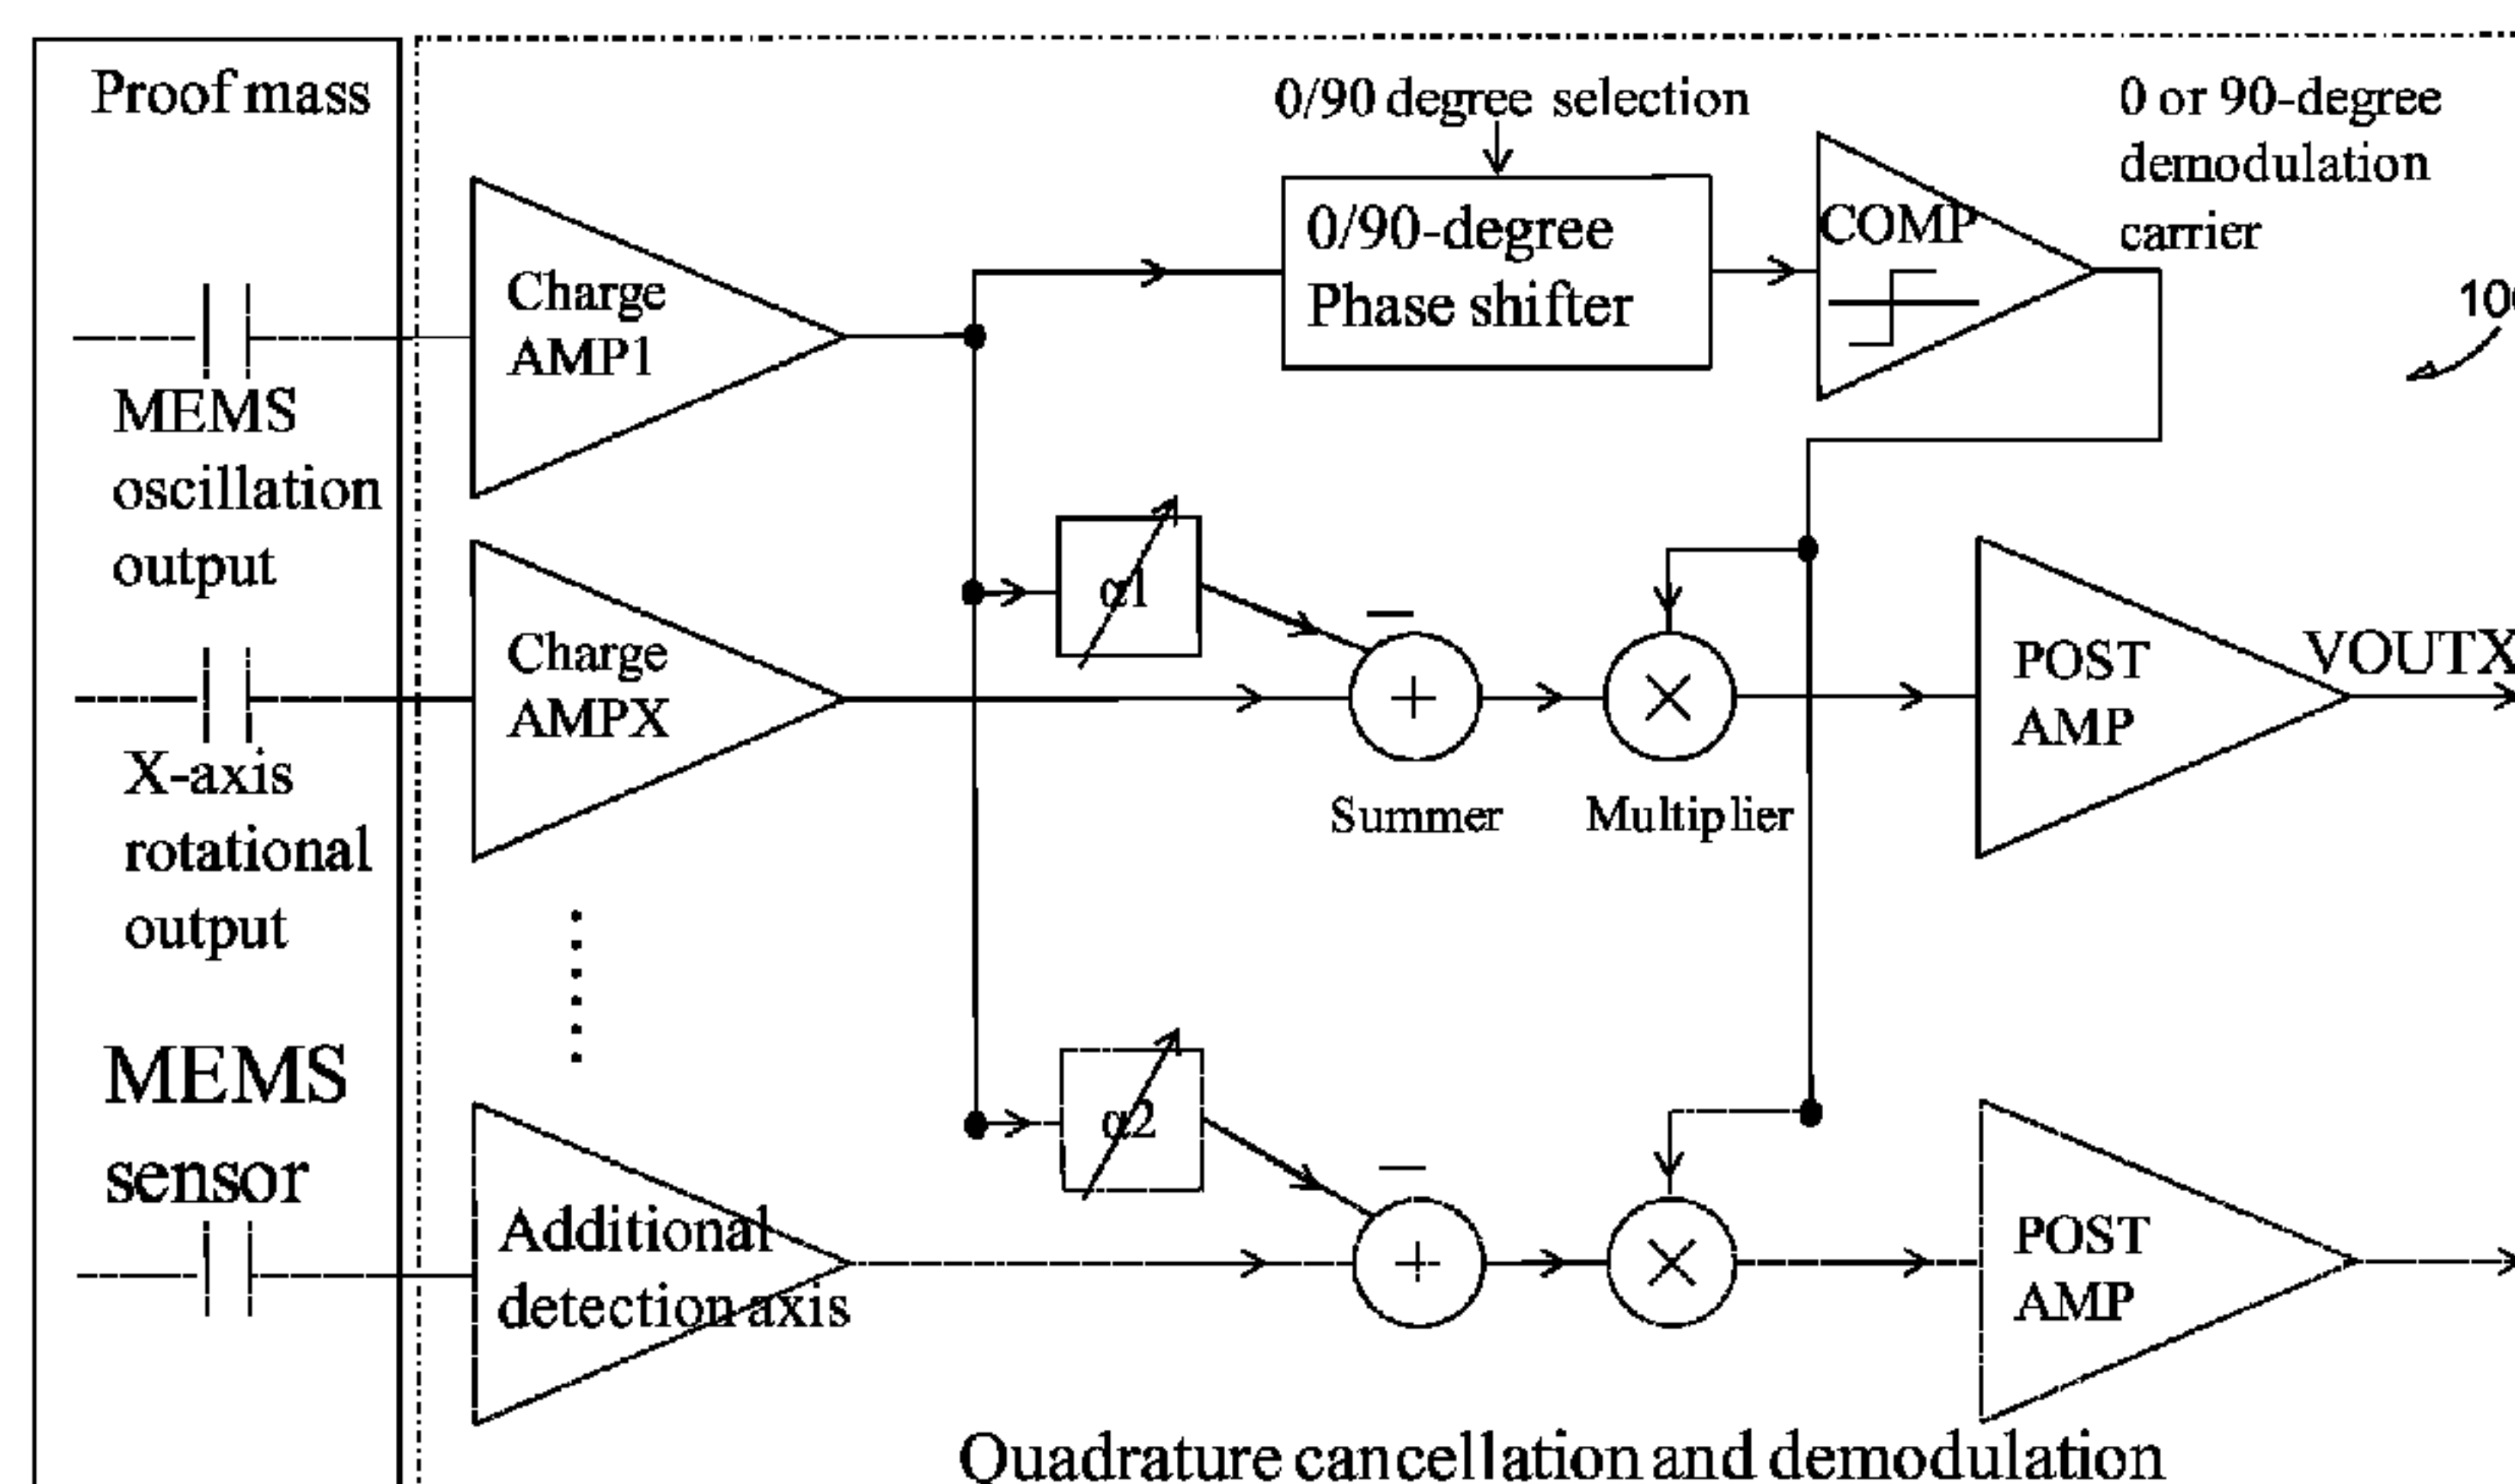 Proof mass
0/90 degree selection
0 or 90-degree
demodulation
carrier
0/90-degree
Phase shifter
COMP
Charge
AMP1
MEMS
oscillation
output
α1
−
Charge
AMPX
+
×
POST
AMP
VOUTX
Summer
Multiplier
X-axis
rotational
output
MEMS
sensor
α2
−
Additional
detection axis
+
×
POST
AMP
Quadrature cancellation and demodulation